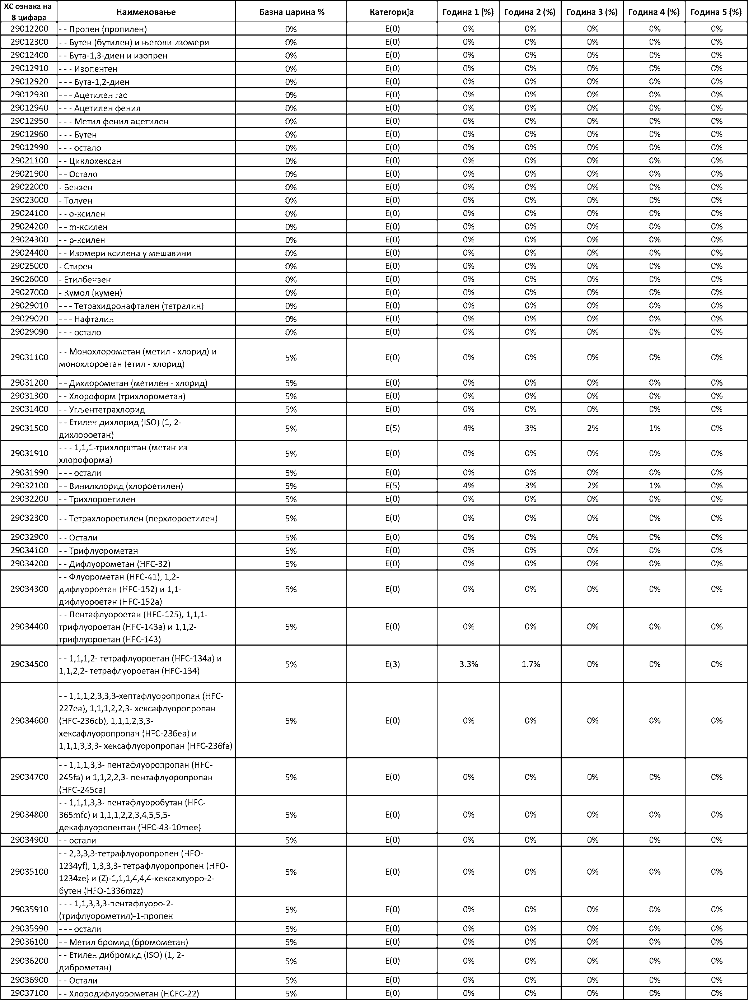 ХС ознака на 8 цифара | Наименовање | Базна царина % | Категорија | Година 1 (%) | Година 2 (%) | Година 3 (%) | Година 4 (%) | Година 5 (%)
29012200 - - Пропен (пропилен) 0% E(0) 0% 0% 0% 0% 0%
29012300 - - Бутен (бутилен) и његови изомери 0% E(0) 0% 0% 0% 0% 0%
29012400 - - Бута-1,3-диен и изопрен 0% E(0) 0% 0% 0% 0% 0%
29012910 - - - Изопентен 0% E(0) 0% 0% 0% 0% 0%
29012920 - - - Бута-1,2-диен 0% E(0) 0% 0% 0% 0% 0%
29012930 - - - Ацетилен гас 0% E(0) 0% 0% 0% 0% 0%
29012940 - - - Ацетилен фенил 0% E(0) 0% 0% 0% 0% 0%
29012950 - - - Метил фенил ацетилен 0% E(0) 0% 0% 0% 0% 0%
29012960 - - - Бутен 0% E(0) 0% 0% 0% 0% 0%
29012990 - - - остало 0% E(0) 0% 0% 0% 0% 0%
29021100 - - Циклохексан 0% E(0) 0% 0% 0% 0% 0%
29021900 - - Остало 0% E(0) 0% 0% 0% 0% 0%
29022000 - Бензен 0% E(0) 0% 0% 0% 0% 0%
29023000 - Толуен 0% E(0) 0% 0% 0% 0% 0%
29024100 - - о-ксилен 0% E(0) 0% 0% 0% 0% 0%
29024200 - - m-ксилен 0% E(0) 0% 0% 0% 0% 0%
29024300 - - p-ксилен 0% E(0) 0% 0% 0% 0% 0%
29024400 - - Изомери ксилена у мешавини 0% E(0) 0% 0% 0% 0% 0%
29025000 - Стирен 0% E(0) 0% 0% 0% 0% 0%
29026000 - Етилбензен 0% E(0) 0% 0% 0% 0% 0%
29027000 - Кумол (кумен) 0% E(0) 0% 0% 0% 0% 0%
29029010 - - - Тетрахидронафтален (тетралин) 0% E(0) 0% 0% 0% 0% 0%
29029020 - - - Нафталин 0% E(0) 0% 0% 0% 0% 0%
29029090 - - - остало 0% E(0) 0% 0% 0% 0% 0%
29031100 - - Монохлорометан (метил - хлорид) и
монохлороетан (етил - хлорид) 5% E(0) 0% 0% 0% 0% 0%
29031200 - - Дихлорометан (метилен - хлорид) 5% E(0) 0% 0% 0% 0% 0%
29031300 - - Хлороформ (трихлорометан) 5% E(0) 0% 0% 0% 0% 0%
29031400 - - Угљентетрахлорид 5% E(0) 0% 0% 0% 0% 0%
29031500 - - Етилен дихлорид (ISO) (1, 2-
дихлороетан) 5% E(5) 4% 3% 2% 1% 0%
29031910 - - - 1,1,1-трихлоретан (метан из
хлороформа) 5% E(0) 0% 0% 0% 0% 0%
29031990 - - - остали 5% E(0) 0% 0% 0% 0% 0%
29032100 - - Винилхлорид (хлороетилен) 5% E(5) 4% 3% 2% 1% 0%
29032200 - - Трихлороетилен 5% E(0) 0% 0% 0% 0% 0%
29032300 - - Тетрахлороетилен (перхлороетилен) 5% E(0) 0% 0% 0% 0% 0%
29032900 - - Остали 5% E(0) 0% 0% 0% 0% 0%
29034100 - - Трифлуорометан 5% E(0) 0% 0% 0% 0% 0%
29034200 - - Дифлуорометан (HFC-32) 5% E(0) 0% 0% 0% 0% 0%
29034300 - - Флуорометан (HFC-41), 1,2-
дифлуороетан (HFC-152) и 1,1-
дифлуороетан (HFC-152a) 5% E(0) 0% 0% 0% 0% 0%
29034400 - - Пентафлуороетан (HFC-125), 1,1,1-
трифлуороетан (HFC-143a) и 1,1,2-
трифлуороетан (HFC-143) 5% E(0) 0% 0% 0% 0% 0%
29034500 - - 1,1,1,2- тетрафлуороетан (HFC-134a) и
1,1,2,2- тетрафлуороетан (HFC-134) 5% E(3) 3.3% 1.7% 0% 0% 0%
29034600 - - 1,1,1,2,3,3,3-хептафлуоропропан (HFC-
227ea), 1,1,1,2,2,3- хексафлуоропропан
(HFC-236cb), 1,1,1,2,3,3-
хексафлуоропропан (HFC-236ea) и
1,1,1,3,3,3- хексафлуоропропан (HFC-236fa) 5% E(0) 0% 0% 0% 0% 0%
29034700 - - 1,1,1,3,3- пентафлуоропропан (HFC-
245fa) и 1,1,2,2,3- пентафлуоропропан
(HFC-245ca) 5% E(0) 0% 0% 0% 0% 0%
29034800 - - 1,1,1,3,3- пентафлуоробутан (HFC-
365mfc) и 1,1,1,2,2,3,4,5,5,5-
декафлуоропентан (HFC-43-10mee) 5% E(0) 0% 0% 0% 0% 0%
29034900 - - остали 5% E(0) 0% 0% 0% 0% 0%
29035100 - - 2,3,3,3-тетрафлуоропропен (HFO-
1234yf), 1,3,3,3- тетрафлуоропропен (HFO-
1234ze) и (Z)-1,1,1,4,4,4-хексахлуоро-2-
бутен (HFO-1336mzz) 5% E(0) 0% 0% 0% 0% 0%
29035910 - - - 1,1,3,3,3-пентафлуоро-2-
(трифлуорометил)-1-пропен 5% E(0) 0% 0% 0% 0% 0%
29035990 - - - остали 5% E(0) 0% 0% 0% 0% 0%
29036100 - - Метил бромид (бромометан) 5% E(0) 0% 0% 0% 0% 0%
29036200 - - Етилен дибромид (ISO) (1, 2-
диброметан) 5% E(0) 0% 0% 0% 0% 0%
29036900 - - Остали 5% E(0) 0% 0% 0% 0% 0%
29037100 - - Хлородифлуорометан (HCFC-22) 5% E(0) 0% 0% 0% 0% 0%